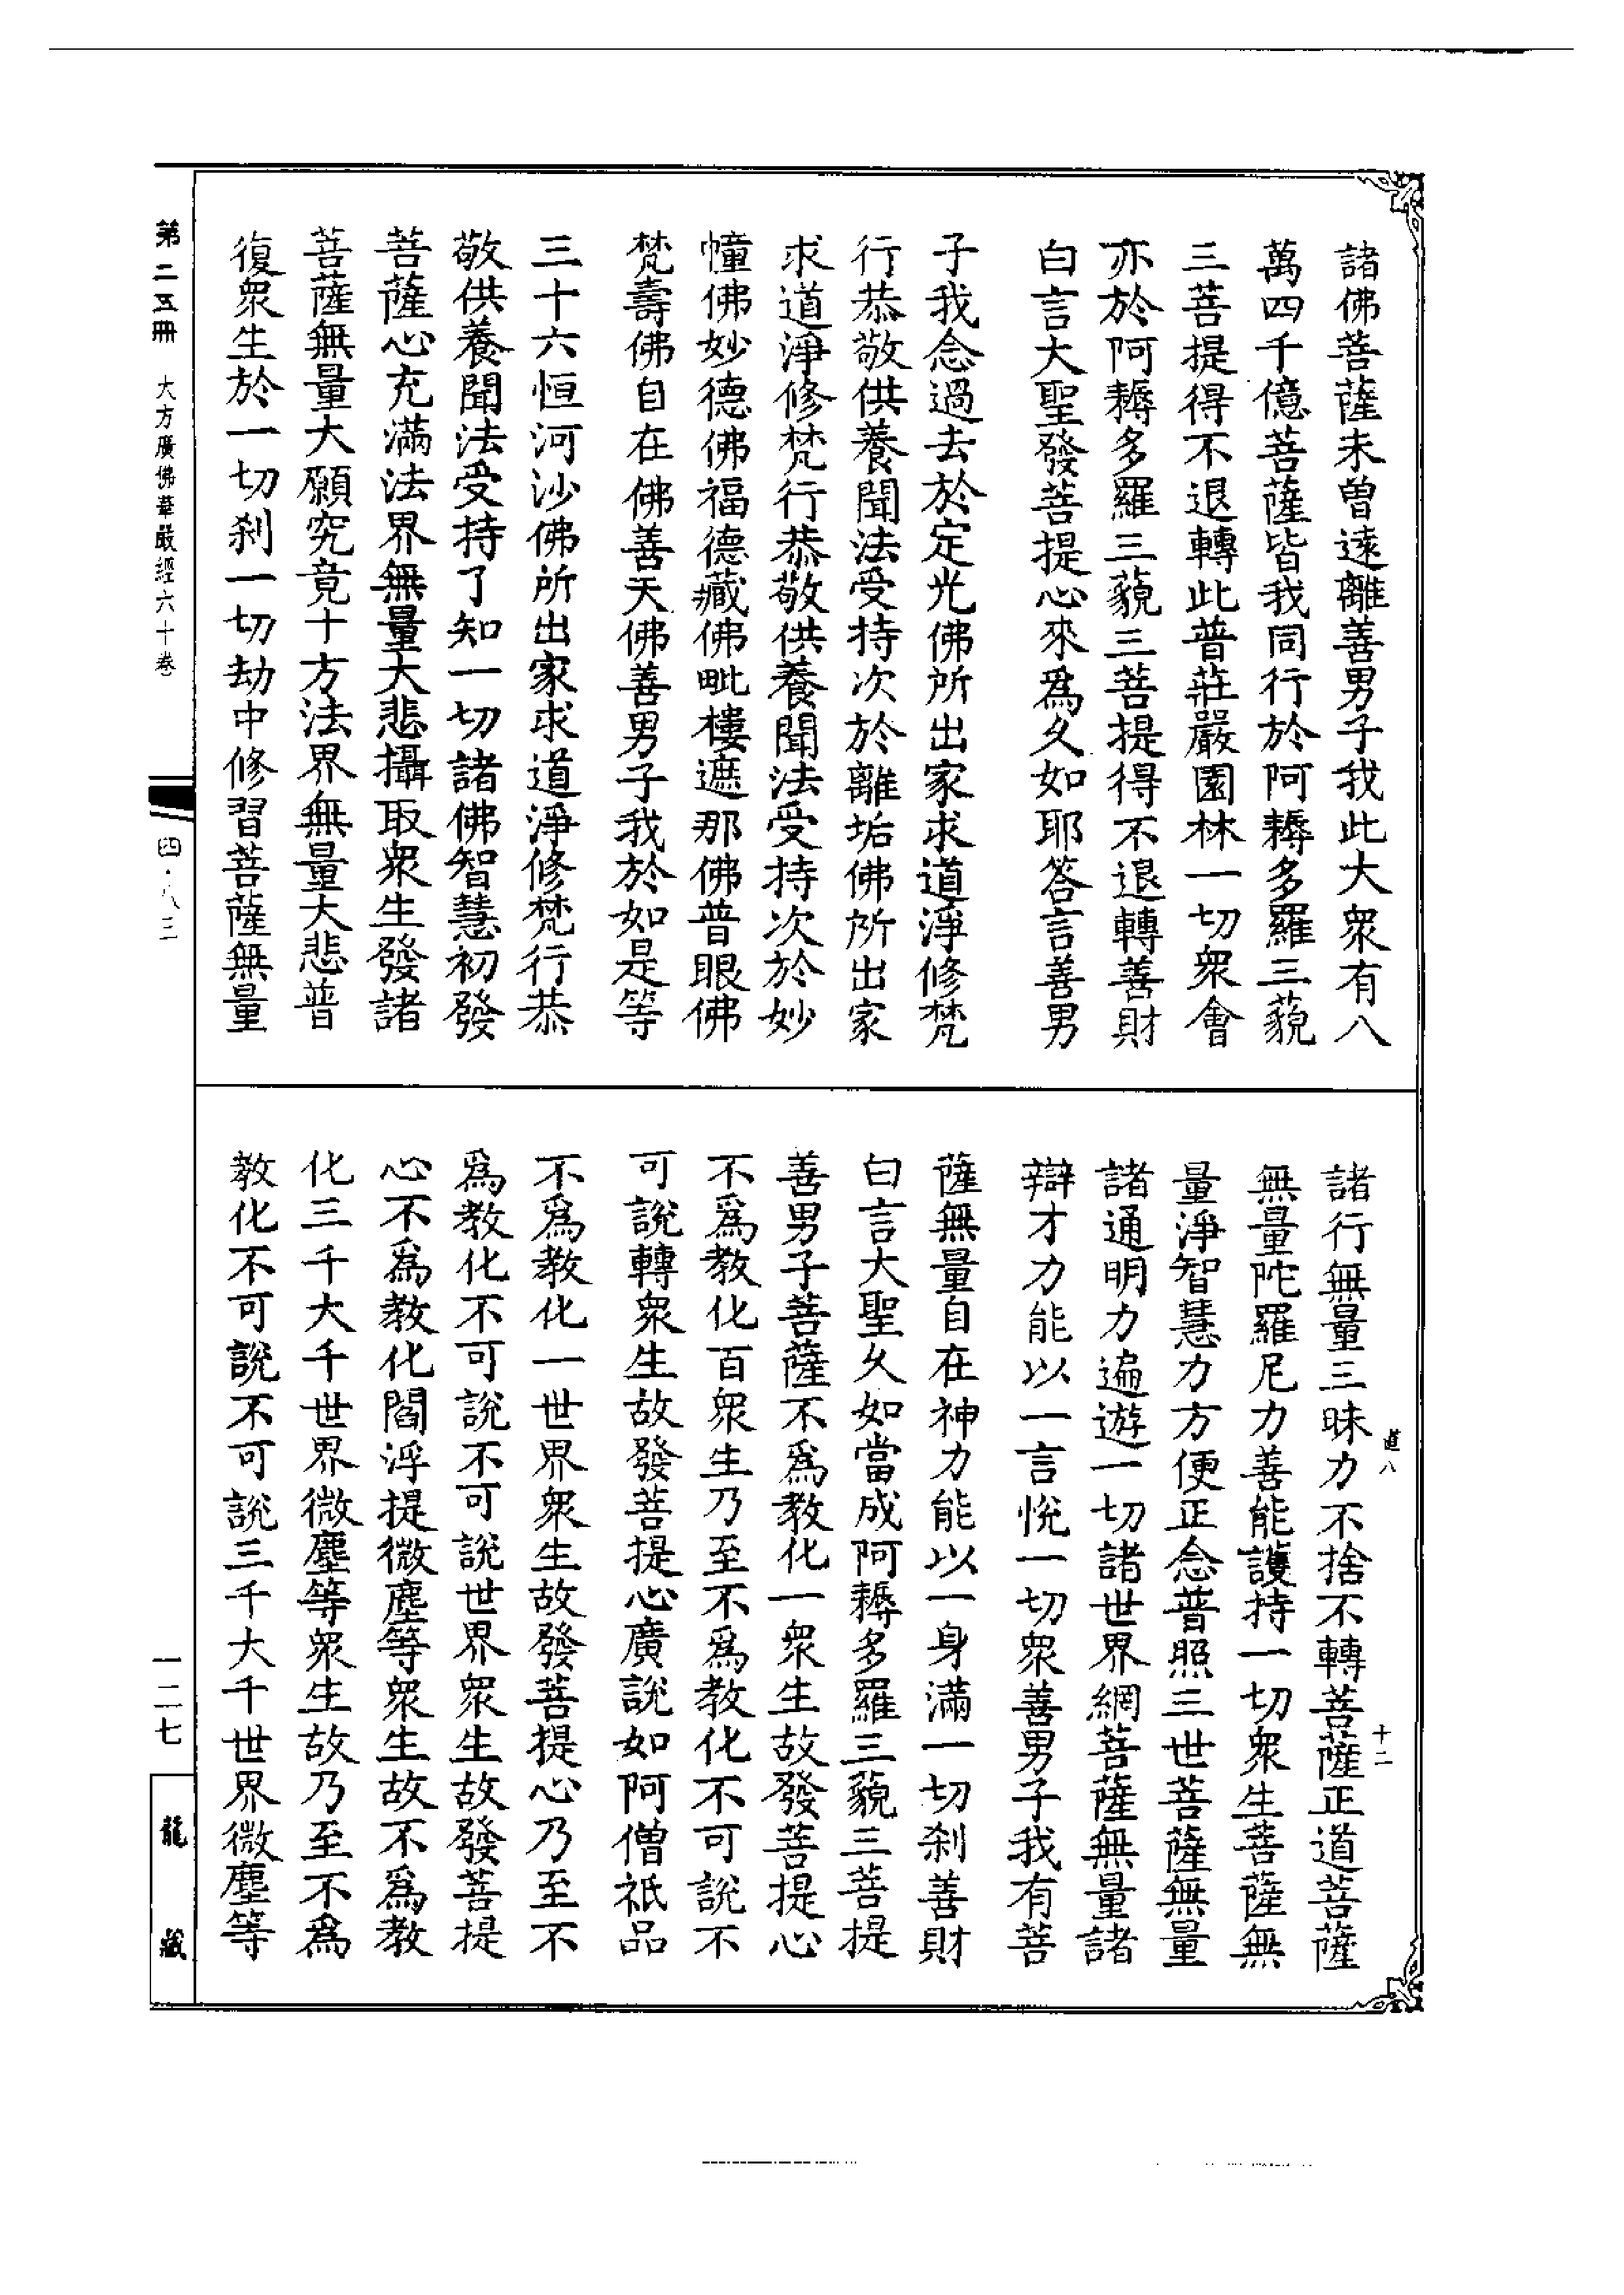 諸佛菩薩未曾遠離善男子我此大衆有八
萬四千億菩薩皆我同行於阿耨多羅三藐
三菩提得不退轉此普莊嚴園林一切衆會
亦於阿耨多羅三藐三菩提得不退轉善財
白言大聖發菩提心來爲久如耶答言善男
子我念過去於定光佛所出家求道淨修梵
行恭敬供養聞法受持次於離垢佛所出家
求道淨修梵行恭敬供養聞法受持次於妙
幢佛妙德佛福德藏佛毗樓遮那佛普眼佛
梵壽佛自在佛善天佛善男子我於如是等
三十六恒河沙佛所出家求道淨修梵行恭
敬供養聞法受持了知一切諸佛智慧初發
菩薩心充滿法界無量大悲攝取衆生發諸
菩薩無量大願究竟十方法界無量大悲普
復衆生於一切刹一切劫中修習菩薩無量
諸行無量三昧力不捨不轉菩薩正道菩薩
無量陀羅尼力善能護持一切衆生菩薩無
量淨智慧力方便正念普照三世菩薩無量
諸通明力遍遊一切諸世界網菩薩無量諸
辯才力能以一言悅一切衆善男子我有菩
薩無量自在神力能以一身滿一切刹善財
白言大聖久如當成阿耨多羅三藐三菩提
善男子菩薩不爲教化一衆生故發菩提心
不爲教化百衆生乃至不爲教化不可說不
可說轉衆生故發菩提心廣說如阿僧祇品
不爲教化一世界衆生故發菩提心乃至不
爲教化不可說不可說世界衆生故發菩提
心不爲教化閻浮提微塵等衆生故不爲教
化三千大千世界微塵等衆生故乃至不爲
教化不可說不可說三千大千世界微塵等
道八
十二
第二五冊 大方廣佛華嚴經六十卷
四·八三
一二七
龍藏